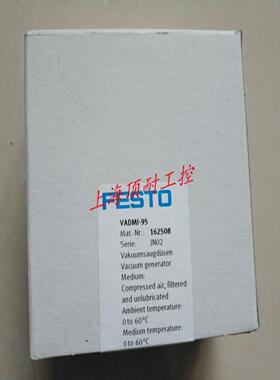 上海顶耐工控
FESTO
VADMI-95
Mat.-Nr.: 162508
Serie: JN02
Vakuumsaugdüsen
Vacuum generator
Medium:
Compressed air, filtered
and unlubricated
Ambient temperature:
0 to 60°C
Medium temperature:
0 to 60°C